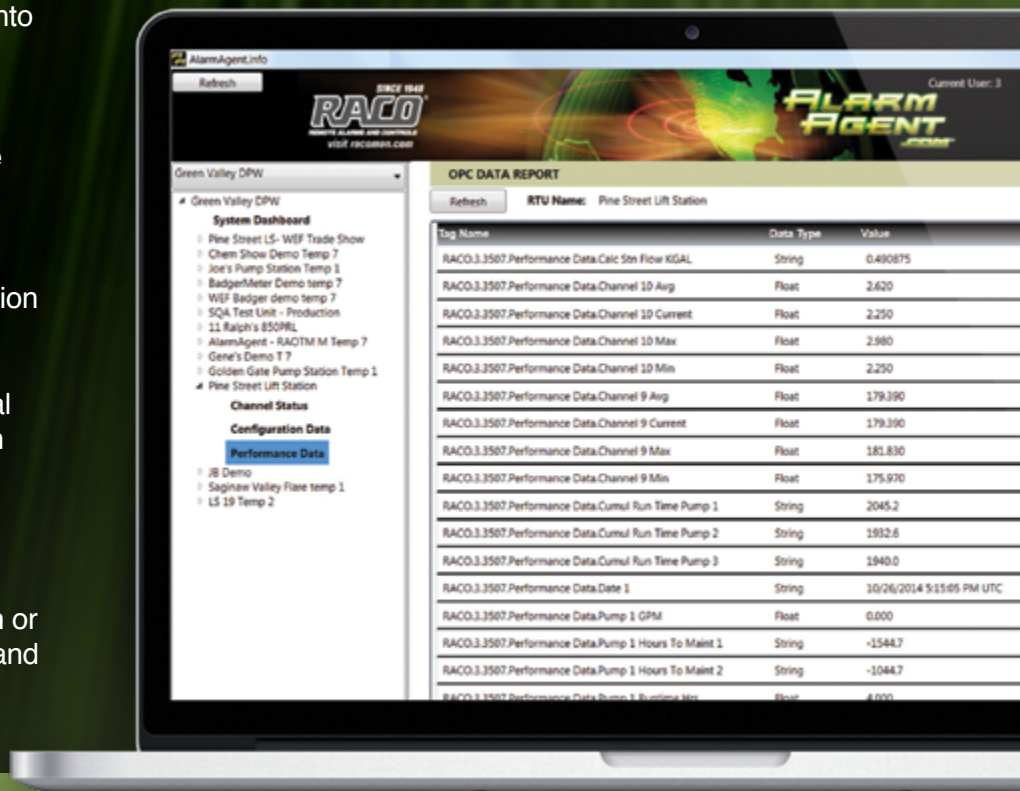 nto
e
ion
al
n
n or
and
AlarmAgent.info
Refresh
SINCE 1948
RACO
REMOTE ALARMS AND CONTROLS
visit racoman.com
ALARM
AGENT
.COM
Current User: 3
Green Valley DPW
Green Valley DPW
System Dashboard
Pine Street LS- WEF Trade Show
Chem Show Demo Temp 7
Joe's Pump Station Temp 1
BadgerMeter Demo temp 7
WEF Badger demo temp 7
SQA Test Unit - Production
11 Ralph's 850PRL
AlarmAgent - RAOTM M Temp 7
Gene's Demo T 7
Golden Gate Pump Station Temp 1
Pine Street Lift Station
Channel Status
Configuration Data
Performance Data
JB Demo
Saginaw Valley Flare temp 1
LS 19 Temp 2
OPC DATA REPORT
Refresh RTU Name: Pine Street Lift Station
Tag Name Data Type Value
RACO.3.3507.Performance Data.Calc Stn Flow KGAL String 0.490875
RACO.3.3507.Performance Data.Channel 10 Avg Float 2.620
RACO.3.3507.Performance Data.Channel 10 Current Float 2.250
RACO.3.3507.Performance Data.Channel 10 Max Float 2.980
RACO.3.3507.Performance Data.Channel 10 Min Float 2.250
RACO.3.3507.Performance Data.Channel 9 Avg Float 179.390
RACO.3.3507.Performance Data.Channel 9 Current Float 179.390
RACO.3.3507.Performance Data.Channel 9 Max Float 181.830
RACO.3.3507.Performance Data.Channel 9 Min Float 175.970
RACO.3.3507.Performance Data.Cumul Run Time Pump 1 String 2045.2
RACO.3.3507.Performance Data.Cumul Run Time Pump 2 String 1932.6
RACO.3.3507.Performance Data.Cumul Run Time Pump 3 String 1940.0
RACO.3.3507.Performance Data.Date 1 String 10/26/2014 5:15:05 PM UTC
RACO.3.3507.Performance Data.Pump 1 GPM Float 0.000
RACO.3.3507.Performance Data.Pump 1 Hours To Maint 1 String -1544.7
RACO.3.3507.Performance Data.Pump 1 Hours To Maint 2 String -1044.7
RACO.3.3507.Performance Data.Pump 1 Runtime Hrs Float 4.000